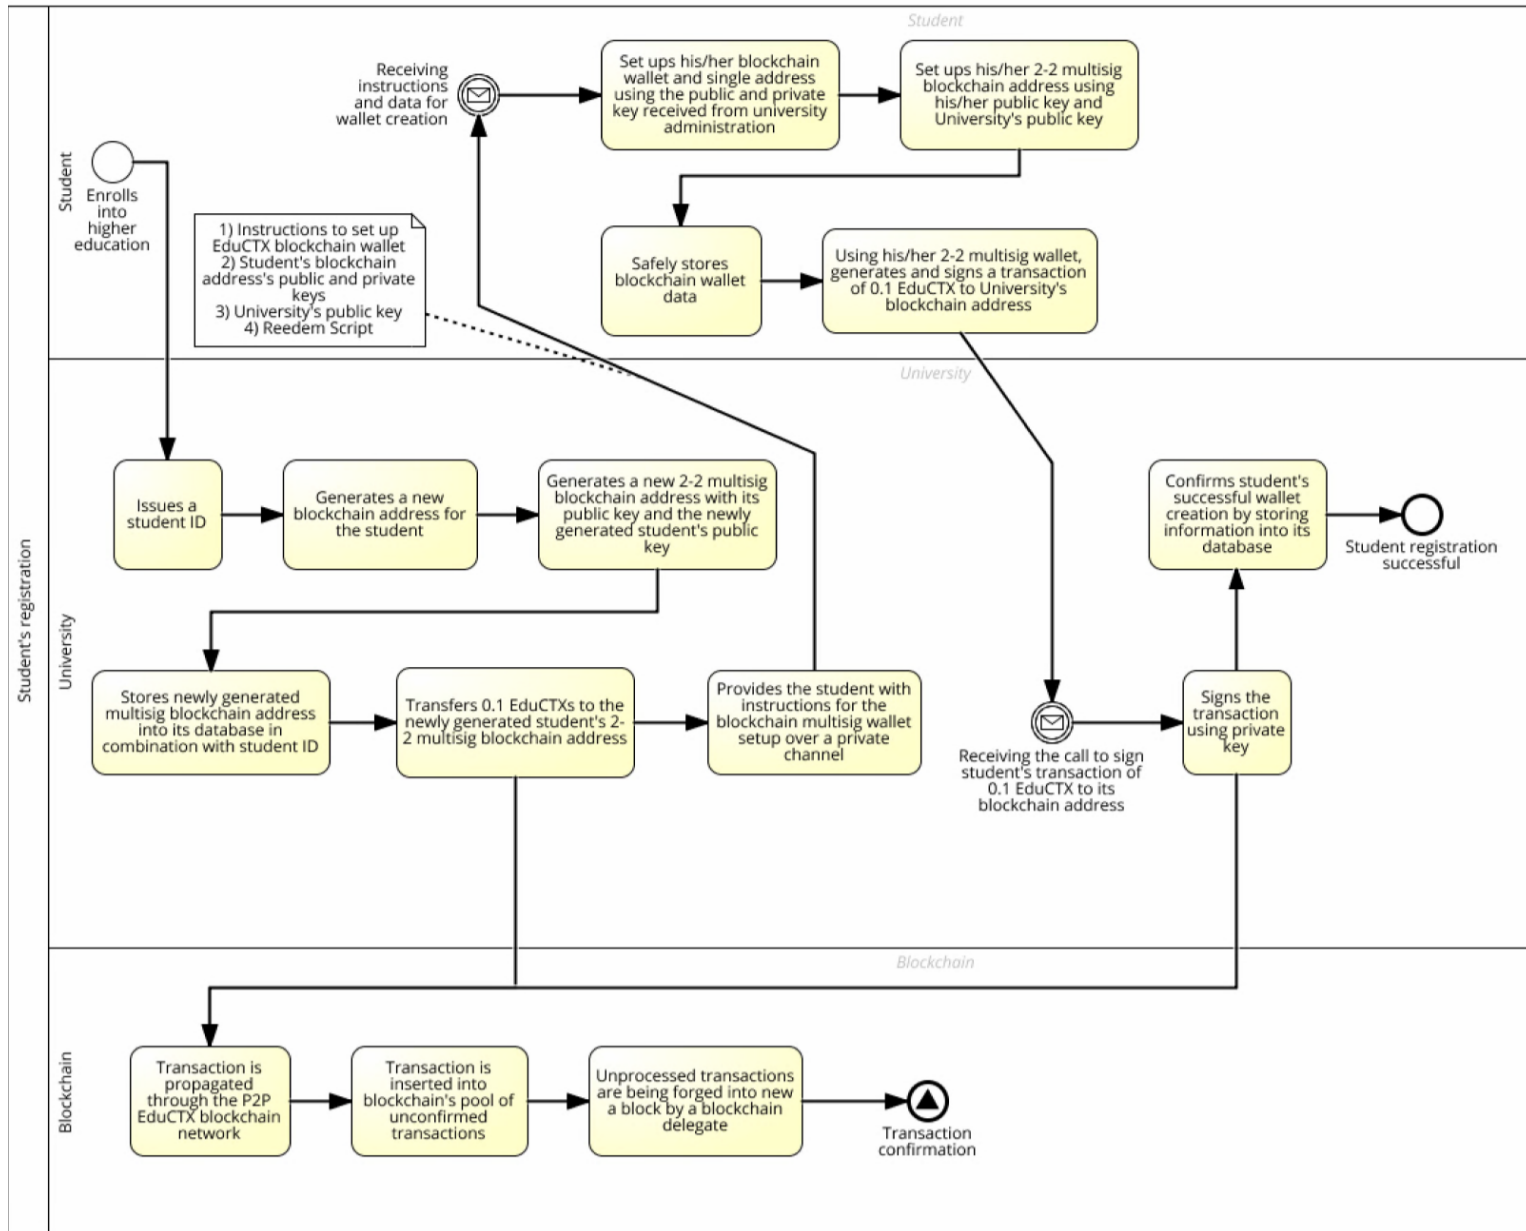 Student's registration
Student
Student
Enrolls
into
higher
education
1) Instructions to set up
EduCTX blockchain wallet
2) Student's blockchain
address's public and private
keys
3) University's public key
4) Reedem Script
Receiving
instructions
and data for
wallet creation
Set ups his/her blockchain
wallet and single address
using the public and private
key received from university
administration
Set ups his/her 2-2 multisig
blockchain address using
his/her public key and
University's public key
Safely stores
blockchain wallet
data
Using his/her 2-2 multisig wallet,
generates and signs a transaction
of 0.1 EduCTX to University's
blockchain address
University
University
Issues a
student ID
Generates a new
blockchain address for
the student
Generates a new 2-2 multisig
blockchain address with its
public key and the newly
generated student's public
key
Stores newly generated
multisig blockchain address
into its database in
combination with student ID
Transfers 0.1 EduCTXs to the
newly generated student's 2-
2 multisig blockchain address
Provides the student with
instructions for the
blockchain multisig wallet
setup over a private
channel
Receiving the call to sign
student's transaction of
0.1 EduCTX to its
blockchain address
Signs the
transaction
using private
key
Confirms student's
successful wallet
creation by storing
information into its
database
Student registration
successful
Blockchain
Blockchain
Transaction is
propagated
through the P2P
EduCTX blockchain
network
Transaction is
inserted into
blockchain's pool of
unconfirmed
transactions
Unprocessed transactions
are being forged into new
a block by a blockchain
delegate
Transaction
confirmation